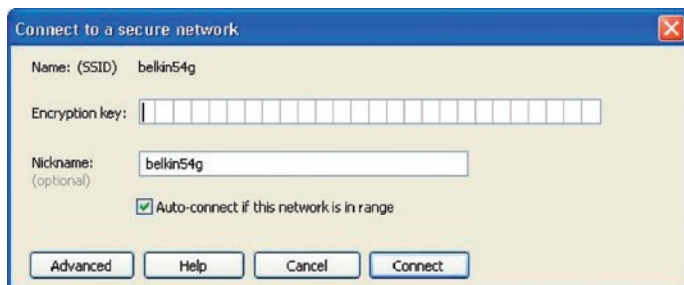 Connect to a secure network
Name: (SSID) belkin54g
Encryption key:
Nickname: belkin54g
(optional)
Auto-connect if this network is in range
Advanced Help Cancel Connect